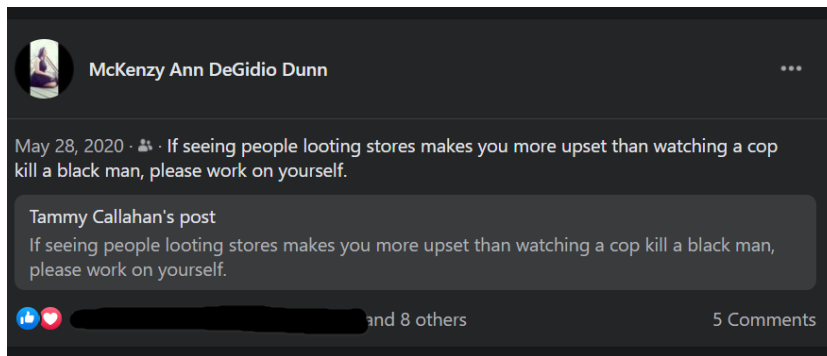 McKenzy Ann DeGidio Dunn
May 28, 2020 · · If seeing people looting stores makes you more upset than watching a cop
kill a black man, please work on yourself.
Tammy Callahan's post
If seeing people looting stores makes you more upset than watching a cop kill a black man,
please work on yourself.
and 8 others 5 Comments